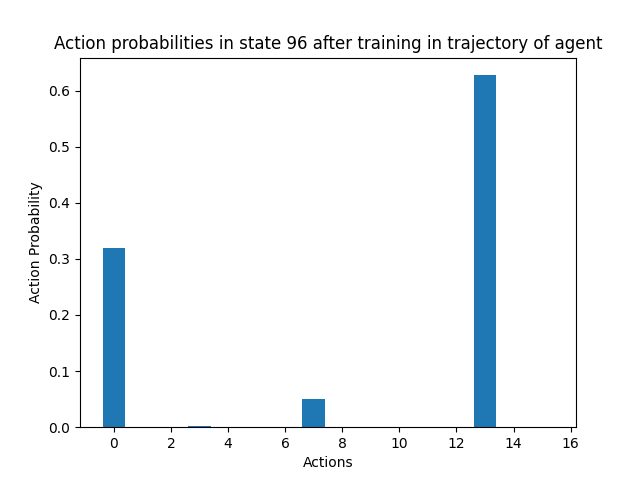 Action probabilities in state 96 after training in trajectory of agent
0.6
0.5
0.4
0.3
0.2
0.1
0.0
Action Probability
0 2 4 6 8 10 12 14 16
Actions